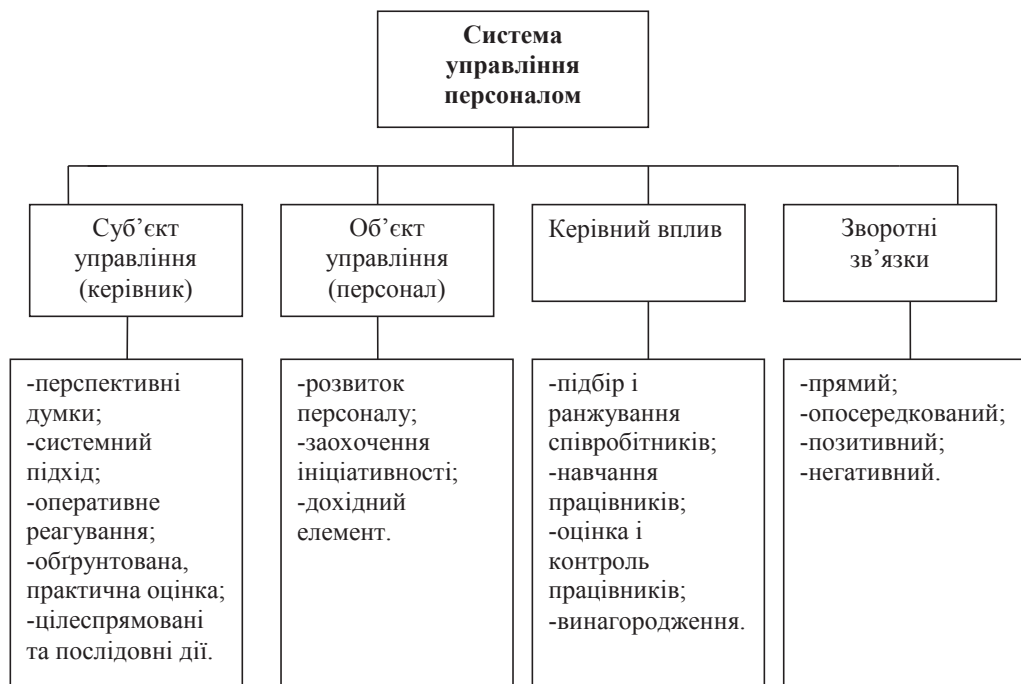 Система
управління
персоналом
Суб’єкт
управління
(керівник)
Об’єкт
управління
(персонал)
Керівний вплив
Зворотні
зв’язки
-перспективні
думки;
-системний
підхід;
-оперативне
реагування;
-обґрунтована,
практична оцінка;
-цілеспрямовані
та послідовні дії.
-розвиток
персоналу;
-заохочення
ініціативності;
-дохідний
елемент.
-підбір і
ранжування
співробітників;
-навчання
працівників;
-оцінка і
контроль
працівників;
-винагородження.
-прямий;
-опосередкований;
-позитивний;
-негативний.